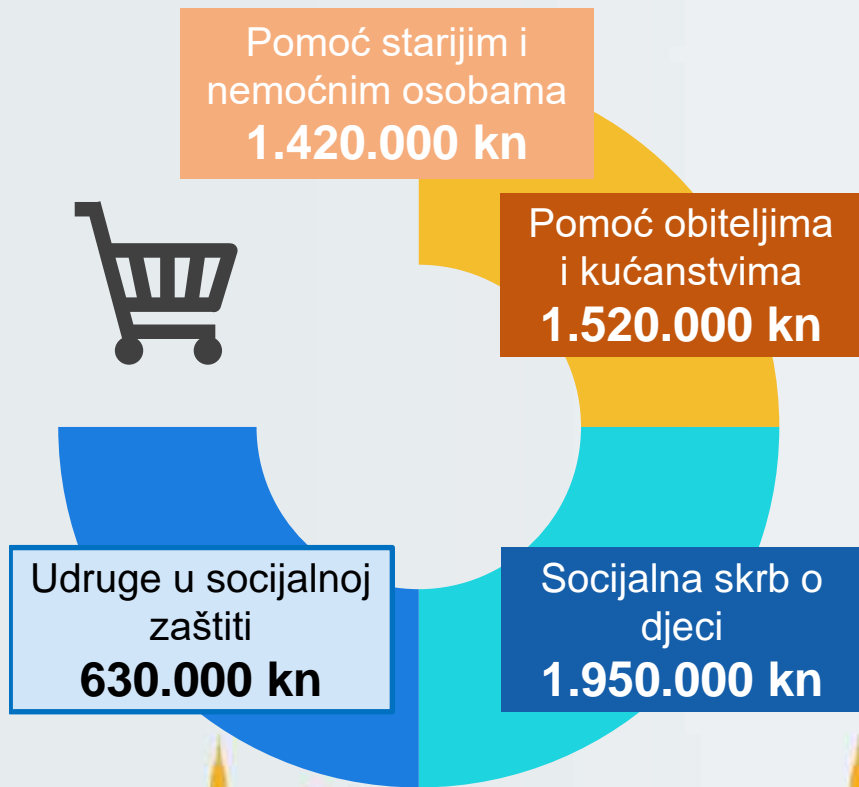 Pomoć starijim i
nemoćnim osobama
1.420.000 kn
Pomoć obiteljima
i kućanstvima
1.520.000 kn
Udruge u socijalnoj
zaštiti
630.000 kn
Socijalna skrb o
djeci
1.950.000 kn